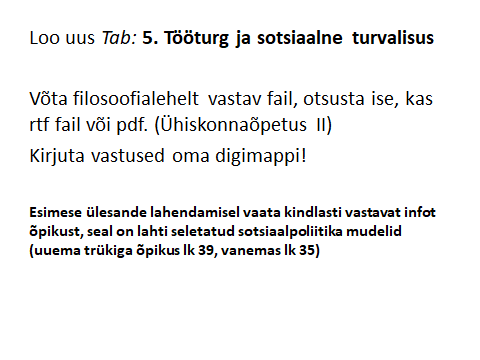 Loo uus Tab: 5. Tööturg ja sotsiaalne turvalisus
Võta filosoofialehelt vastav fail, otsusta ise, kas
rtf fail või pdf. (Ühiskonnaõpetus II)
Kirjuta vastused oma digimappi!
Esimese ülesande lahendamisel vaata kindlasti vastavat infot
õpikust, seal on lahti seletatud sotsiaalpoliitika mudelid
(uuema trükiga õpikus lk 39, vanemas lk 35)